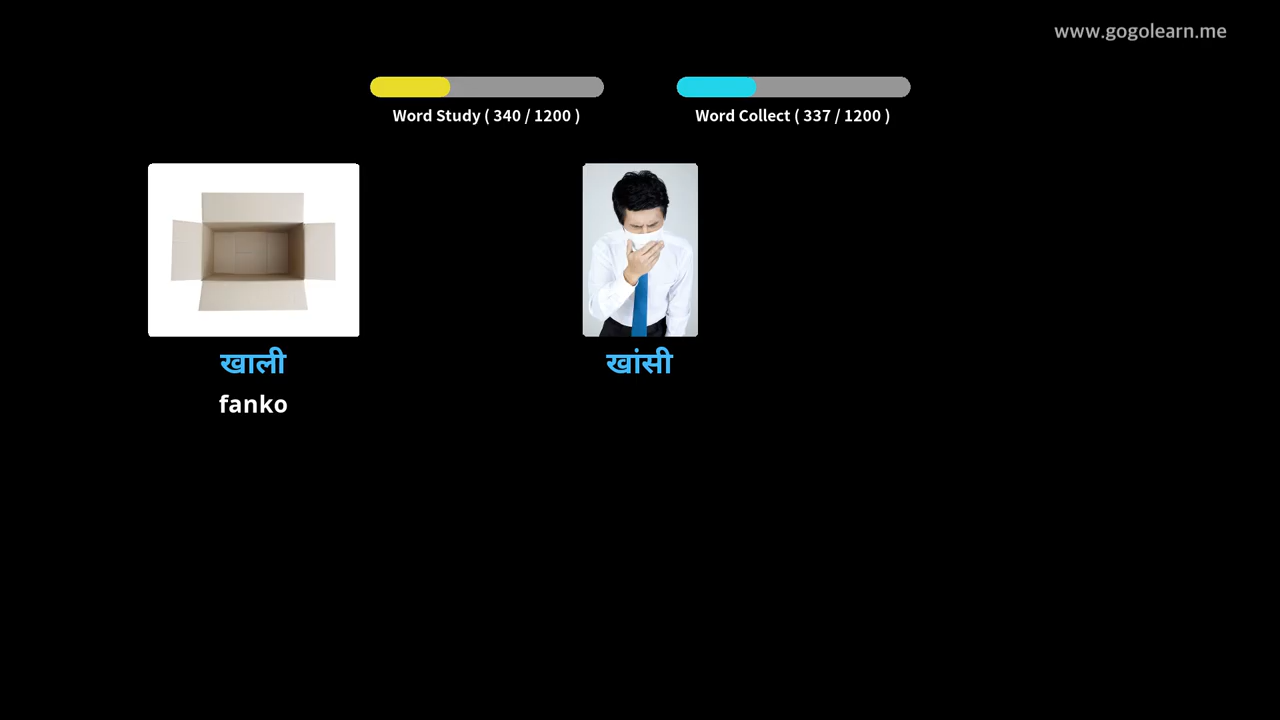 www.gogolearn.me
Word Study ( 340 / 1200 )
Word Collect ( 337 / 1200 )
खाली
खांसी
fanko